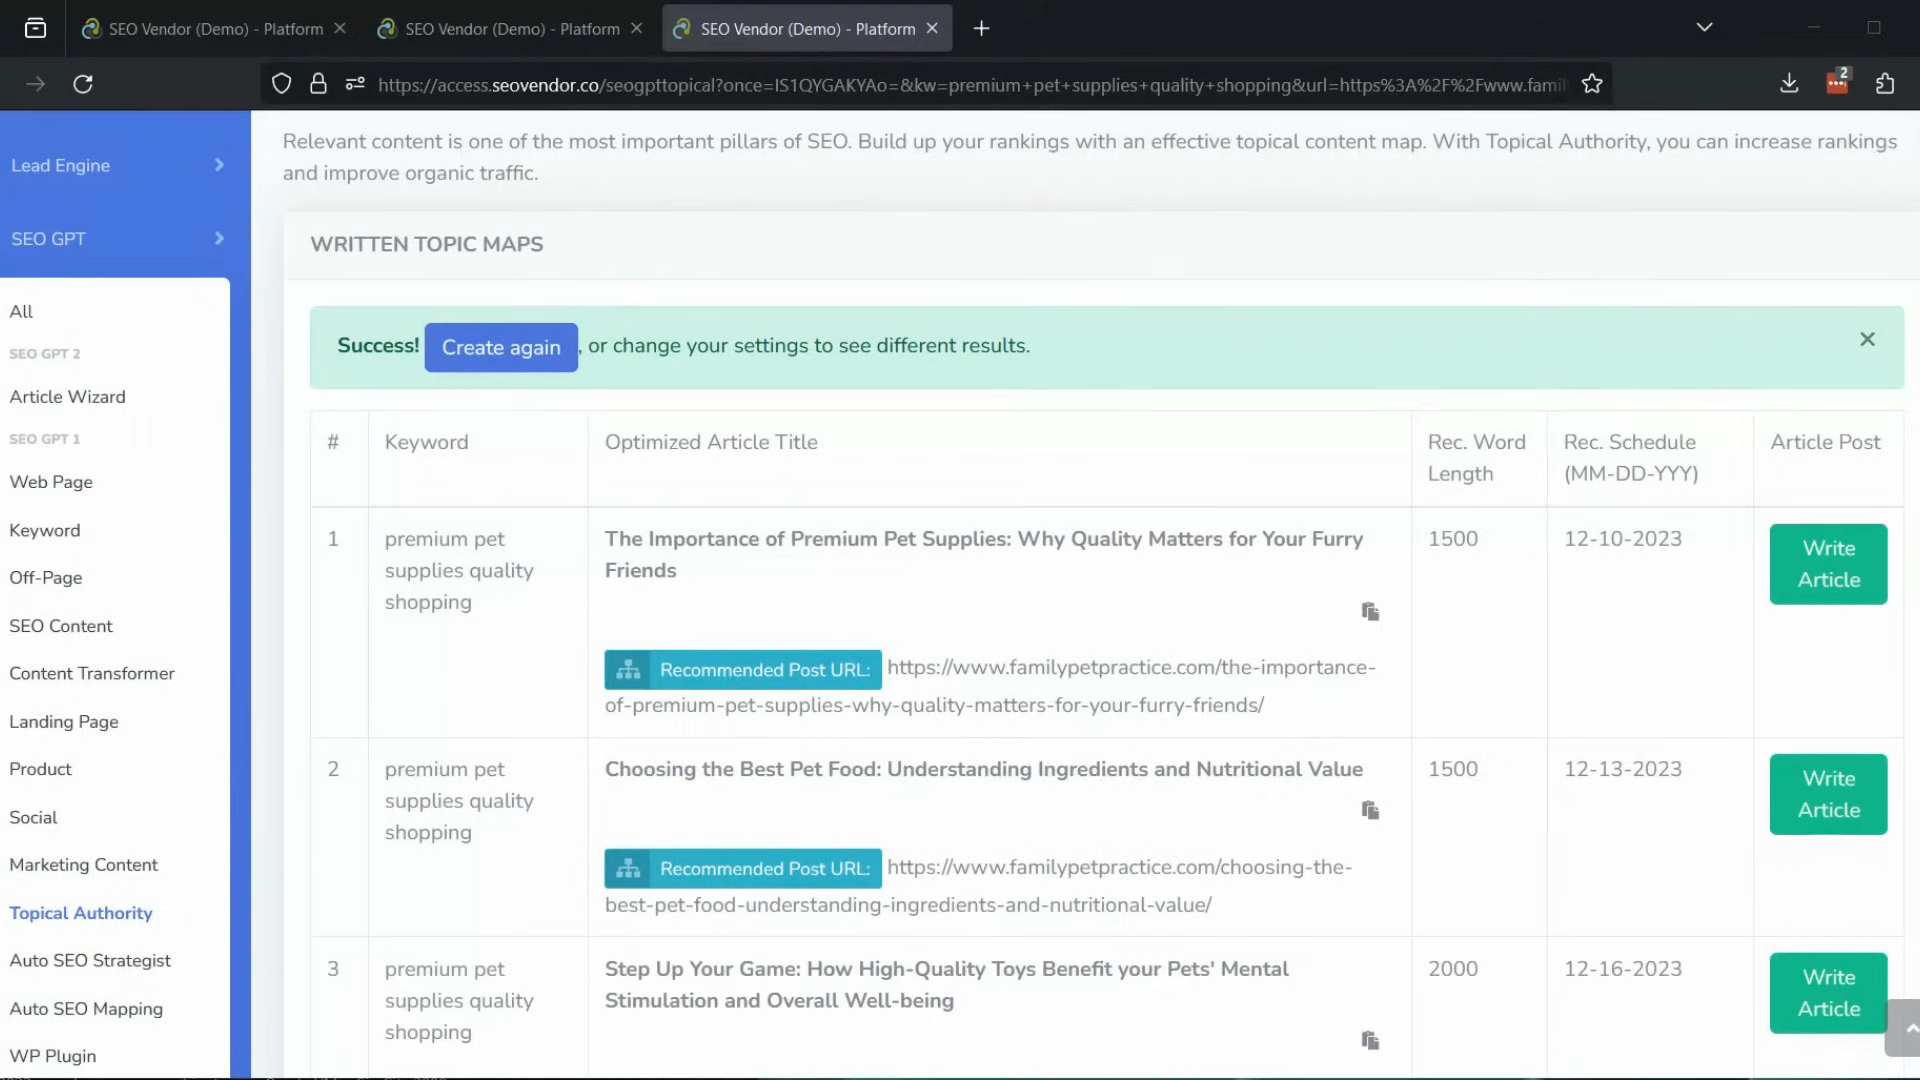 SEO Vendor (Demo) - Platform
SEO Vendor (Demo) - Platform
SEO Vendor (Demo) - Platform
https://access.seovendor.co/seogpttopical?once=IS1QYGAKYAo=&kw=premium+pet+supplies+quality+shopping&url=https%3A%2F%2Fwww.famil
2
Lead Engine
SEO GPT
All
SEO GPT 2
Article Wizard
SEO GPT 1
Web Page
Keyword
Off-Page
SEO Content
Content Transformer
Landing Page
Product
Social
Marketing Content
Topical Authority
Auto SEO Strategist
Auto SEO Mapping
WP Plugin
Relevant content is one of the most important pillars of SEO. Build up your rankings with an effective topical content map. With Topical Authority, you can increase rankings
and improve organic traffic.
WRITTEN TOPIC MAPS
Success! Create again , or change your settings to see different results.
# Keyword Optimized Article Title Rec. Word Length Rec. Schedule (MM-DD-YYY) Article Post
1
premium pet
supplies quality
shopping
The Importance of Premium Pet Supplies: Why Quality Matters for Your Furry
Friends
Recommended Post URL: https://www.familypetpractice.com/the-importance-
of-premium-pet-supplies-why-quality-matters-for-your-furry-friends/
1500
12-10-2023
Write
Article
2
premium pet
supplies quality
shopping
Choosing the Best Pet Food: Understanding Ingredients and Nutritional Value
Recommended Post URL: https://www.familypetpractice.com/choosing-the-
best-pet-food-understanding-ingredients-and-nutritional-value/
1500
12-13-2023
Write
Article
3
premium pet
supplies quality
shopping
Step Up Your Game: How High-Quality Toys Benefit your Pets' Mental
Stimulation and Overall Well-being
2000
12-16-2023
Write
Article